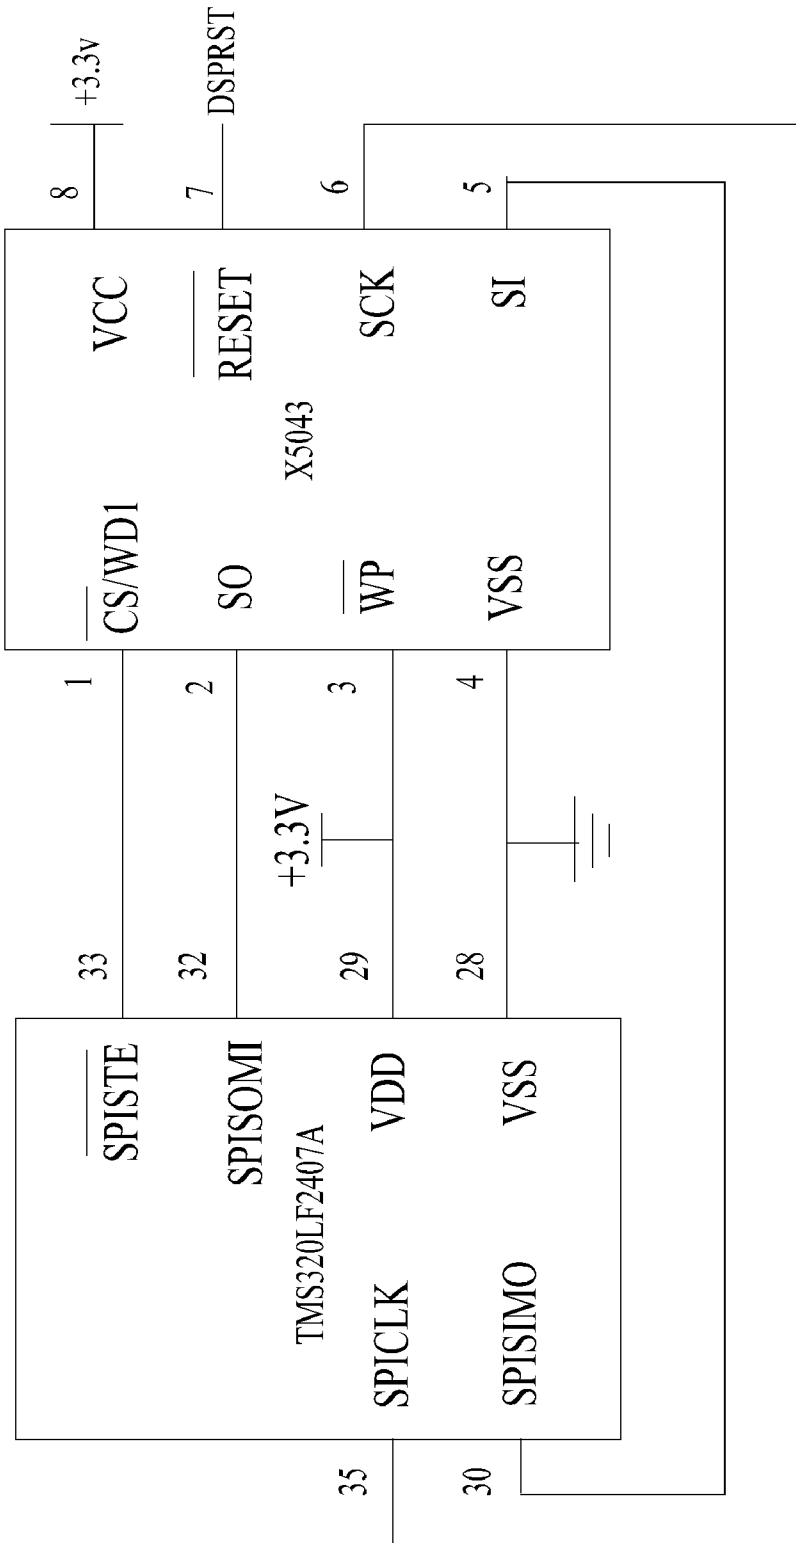 SPISTE
33
1
CS/WD1
VCC
8
+3.3v
SPISOMI
32
2
SO
RESET
7
DSPRST
TMS320LF2407A
+3.3V
X5043
35
SPICLK
VDD
29
3
WP
SCK
6
30
SPISIMO
VSS
28
4
VSS
SI
5